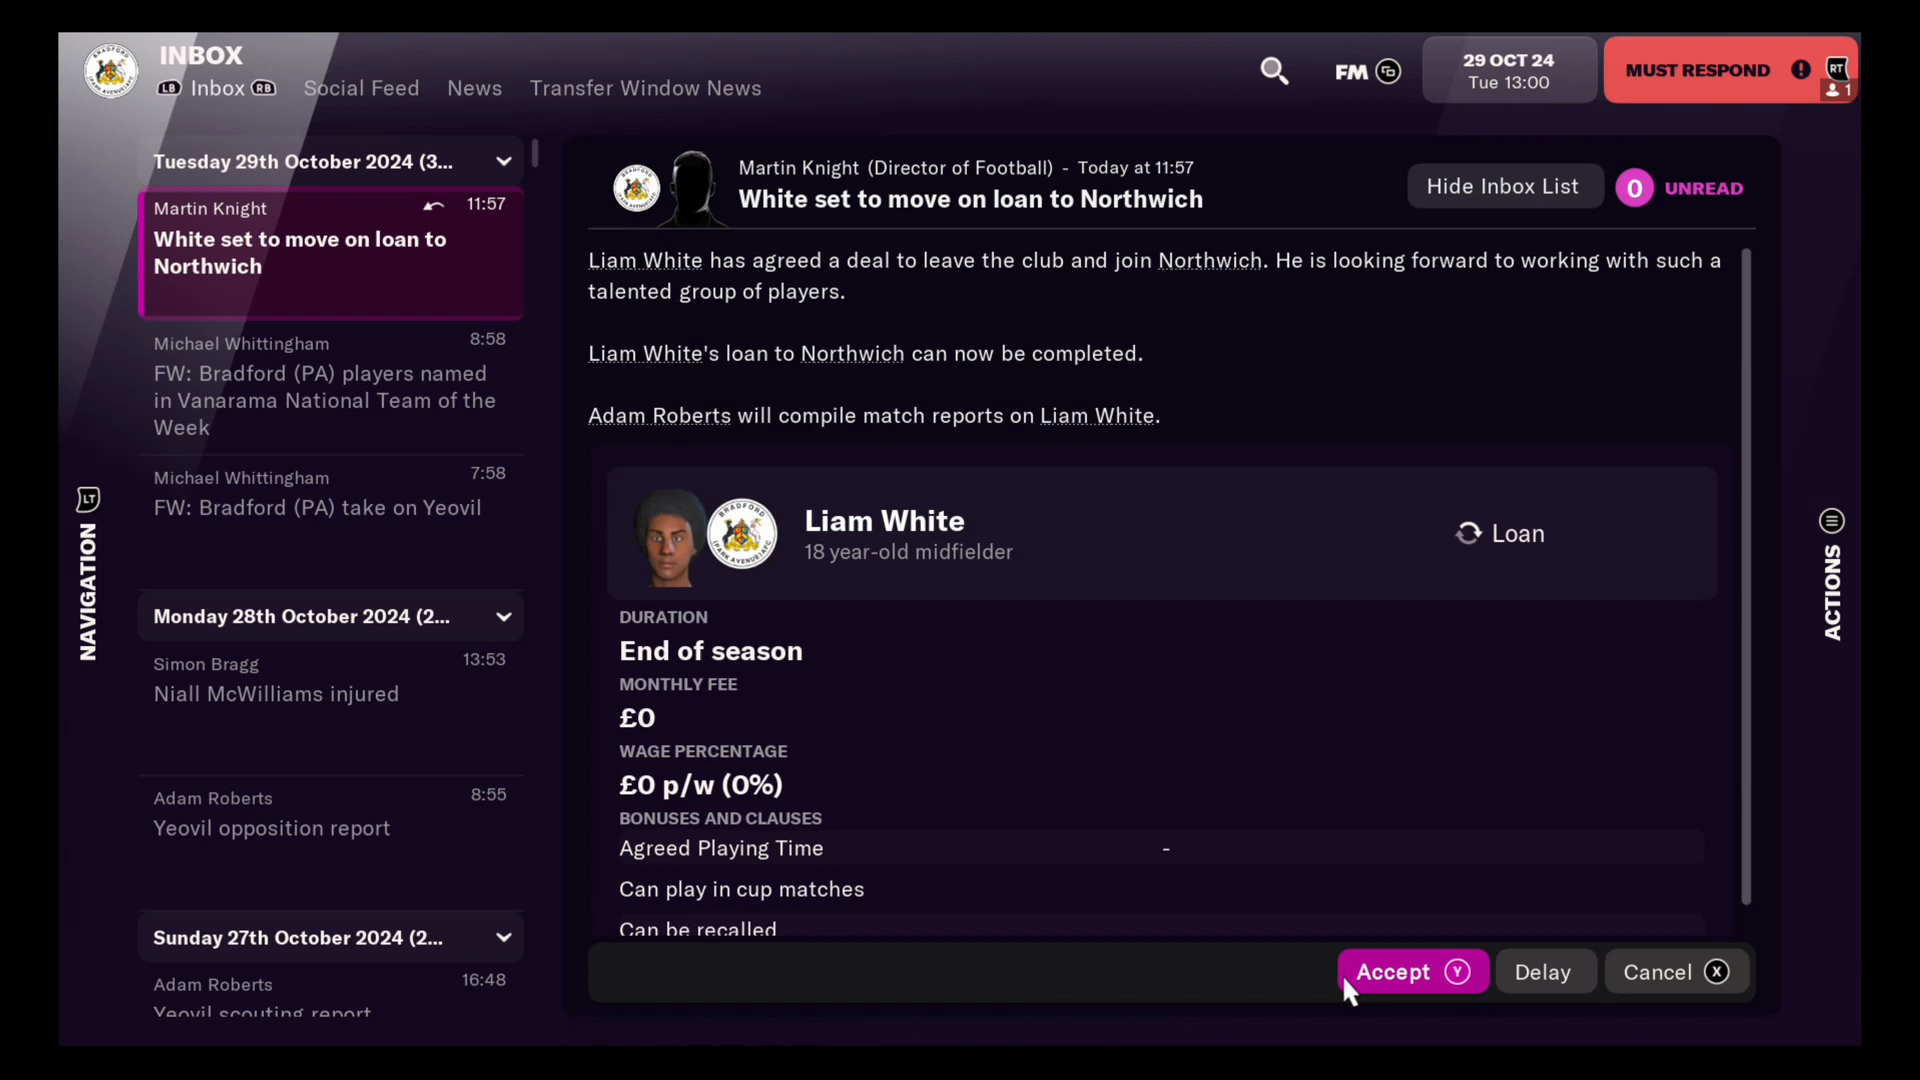 INBOX
LB Inbox RB Social Feed News Transfer Window News
FM
29 OCT 24
Tue 13:00
MUST RESPOND
RT
1
Tuesday 29th October 2024 (3...
Martin Knight 11:57
White set to move on loan to
Northwich
Michael Whittingham 8:58
FW: Bradford (PA) players named
in Vanarama National Team of the
Week
Michael Whittingham 7:58
FW: Bradford (PA) take on Yeovil
Monday 28th October 2024 (2...
Simon Bragg 13:53
Niall McWilliams injured
Adam Roberts 8:55
Yeovil opposition report
Sunday 27th October 2024 (2...
Adam Roberts 16:48
Yeovil scouting report
LT
NAVIGATION
Martin Knight (Director of Football) - Today at 11:57
White set to move on loan to Northwich
Hide Inbox List
0 UNREAD
Liam White has agreed a deal to leave the club and join Northwich. He is looking forward to working with such a
talented group of players.
Liam White's loan to Northwich can now be completed.
Adam Roberts will compile match reports on Liam White.
Liam White
18 year-old midfielder
Loan
DURATION
End of season
MONTHLY FEE
£0
WAGE PERCENTAGE
£0 p/w (0%)
BONUSES AND CLAUSES
Agreed Playing Time -
Can play in cup matches
Can be recalled
Accept Y Delay Cancel X
ACTIONS